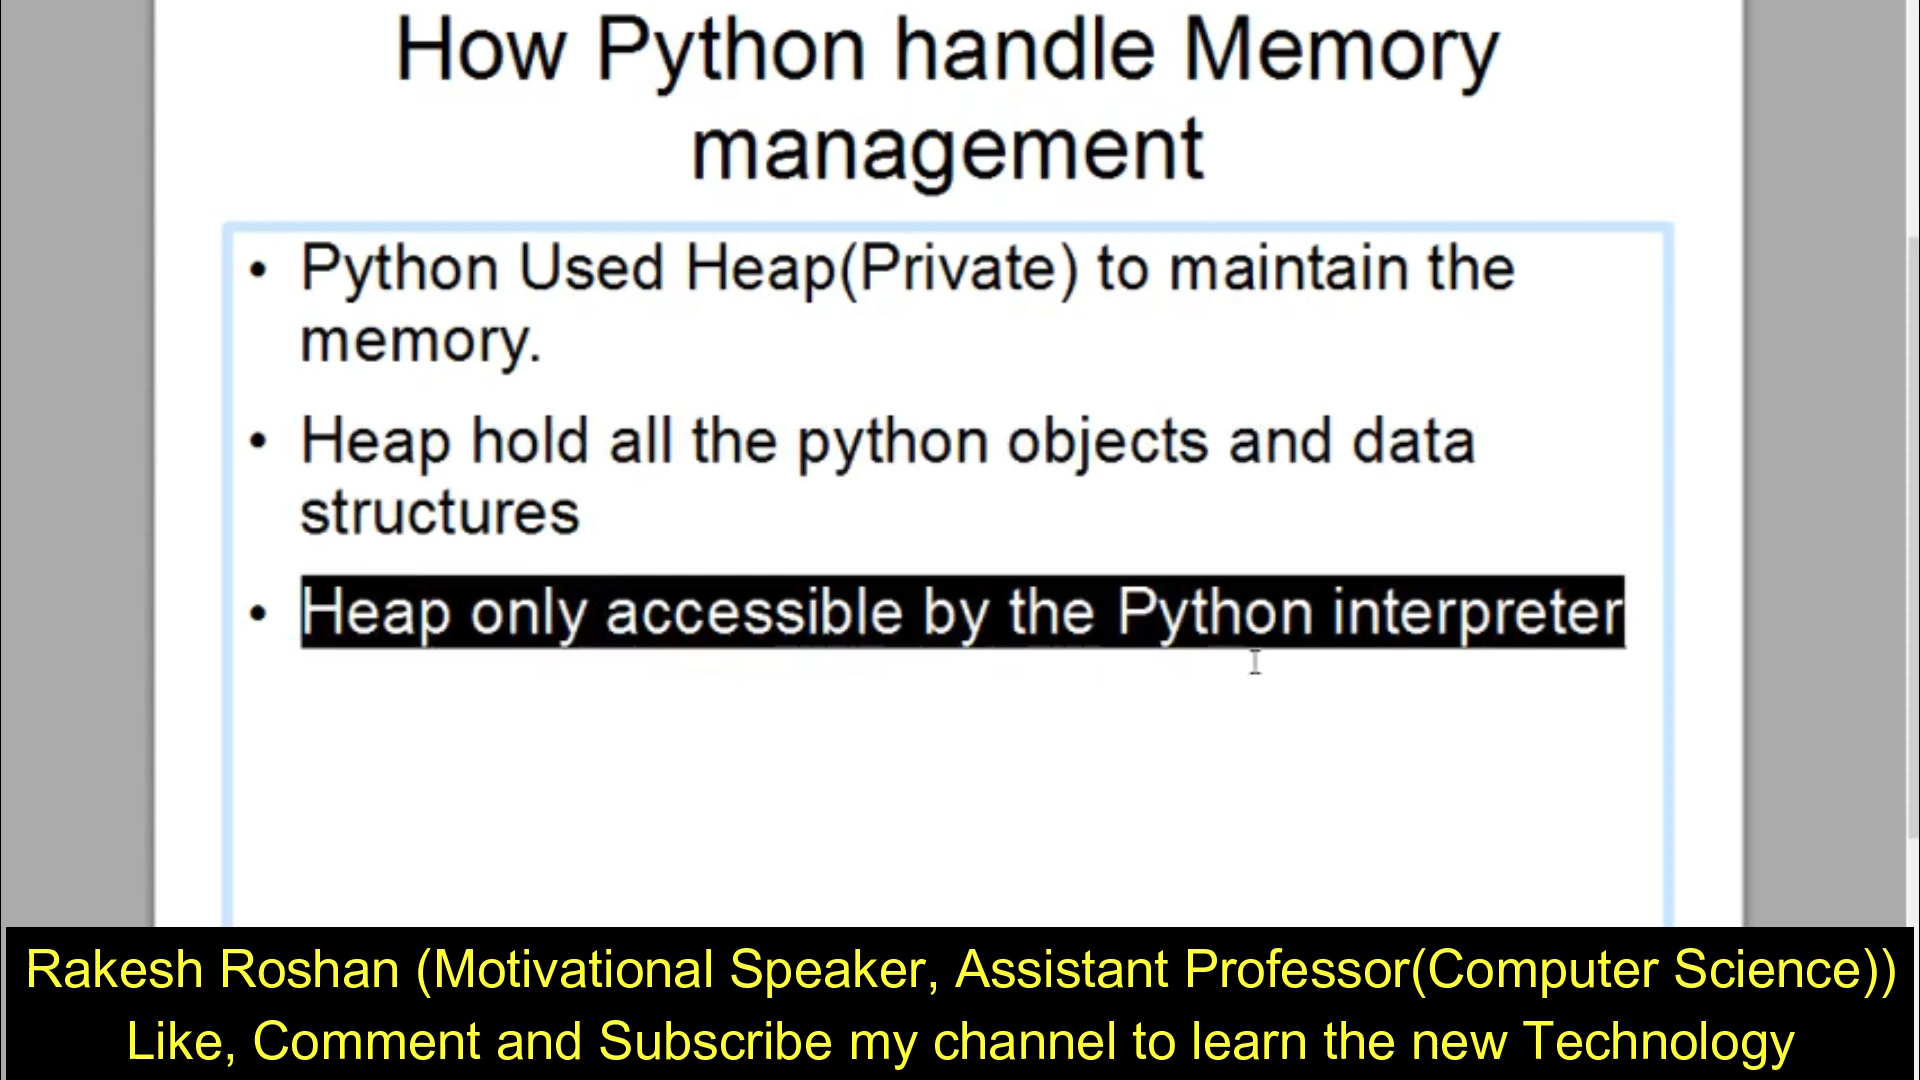 How Python handle Memory
management
• Python Used Heap(Private) to maintain the
memory.
• Heap hold all the python objects and data
structures
• Heap only accessible by the Python interpreter
Rakesh Roshan (Motivational Speaker, Assistant Professor(Computer Science))
Like, Comment and Subscribe my channel to learn the new Technology